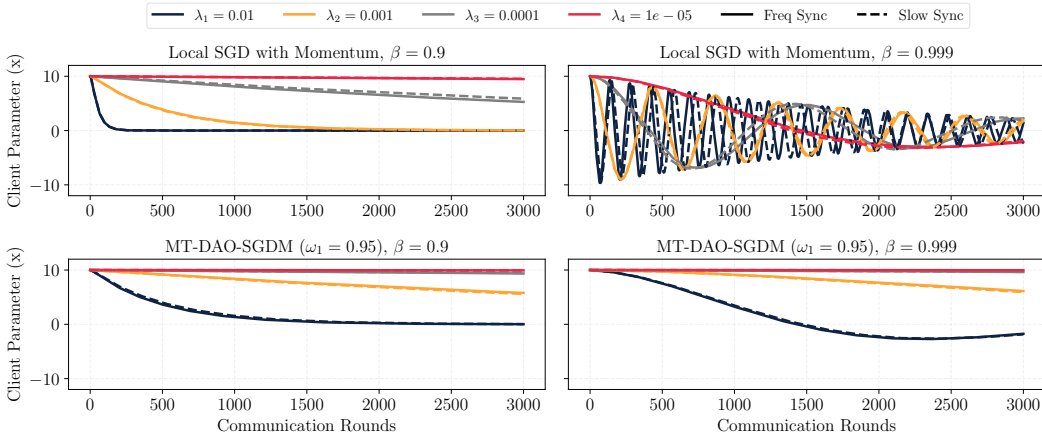 λ₁ = 0.01 λ₂ = 0.001 λ₃ = 0.0001 λ₄ = 1e − 05 Freq Sync Slow Sync
Local SGD with Momentum, β = 0.9
Local SGD with Momentum, β = 0.999
Client Parameter (x)
10
0
−10
0 500 1000 1500 2000 2500 3000
0 500 1000 1500 2000 2500 3000
MT-DAO-SGDM (ω₁ = 0.95), β = 0.9
MT-DAO-SGDM (ω₁ = 0.95), β = 0.999
Client Parameter (x)
10
0
−10
0 500 1000 1500 2000 2500 3000
Communication Rounds
0 500 1000 1500 2000 2500 3000
Communication Rounds